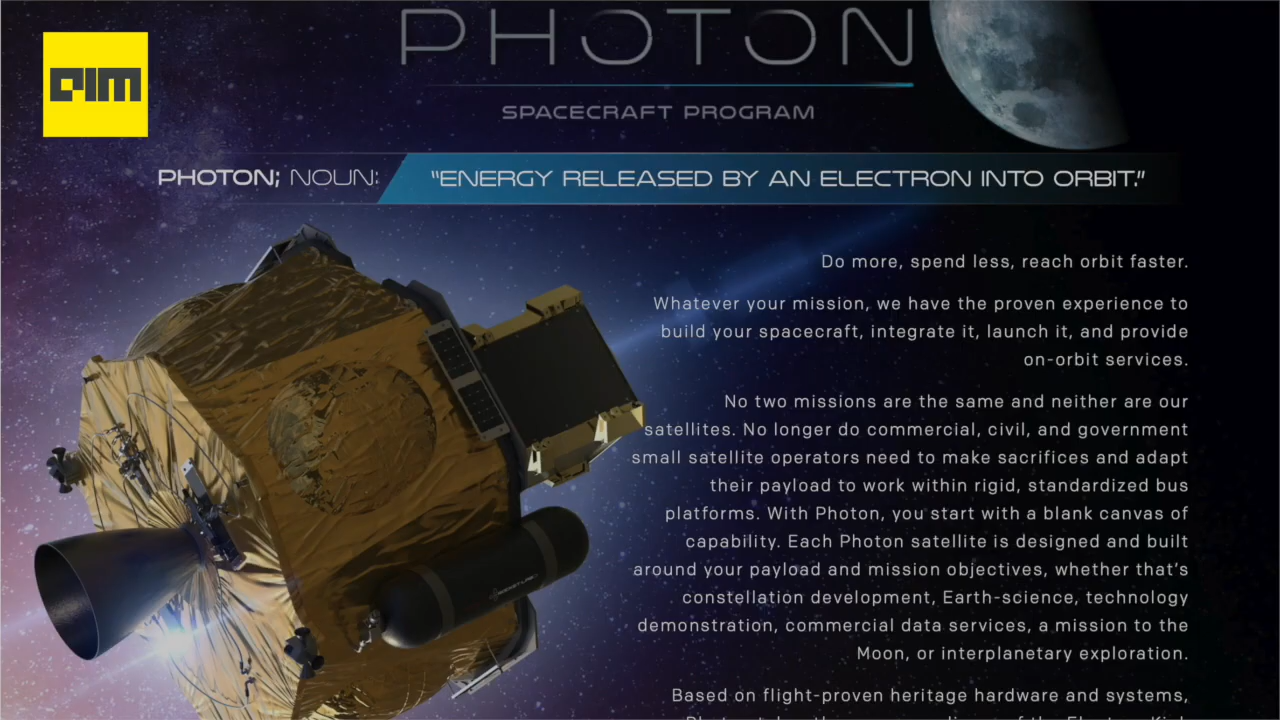 AIM
PHOTON
SPACECRAFT PROGRAM
PHOTON; NOUN: "ENERGY RELEASED BY AN ELECTRON INTO ORBIT."
Do more, spend less, reach orbit faster.
Whatever your mission, we have the proven experience to
build your spacecraft, integrate it, launch it, and provide
on-orbit services.
No two missions are the same and neither are our
satellites. No longer do commercial, civil, and government
small satellite operators need to make sacrifices and adapt
their payload to work within rigid, standardized bus
platforms. With Photon, you start with a blank canvas of
capability. Each Photon satellite is designed and built
around your payload and mission objectives, whether that's
constellation development, Earth-science, technology
demonstration, commercial data services, a mission to the
Moon, or interplanetary exploration.
Based on flight-proven heritage hardware and systems,